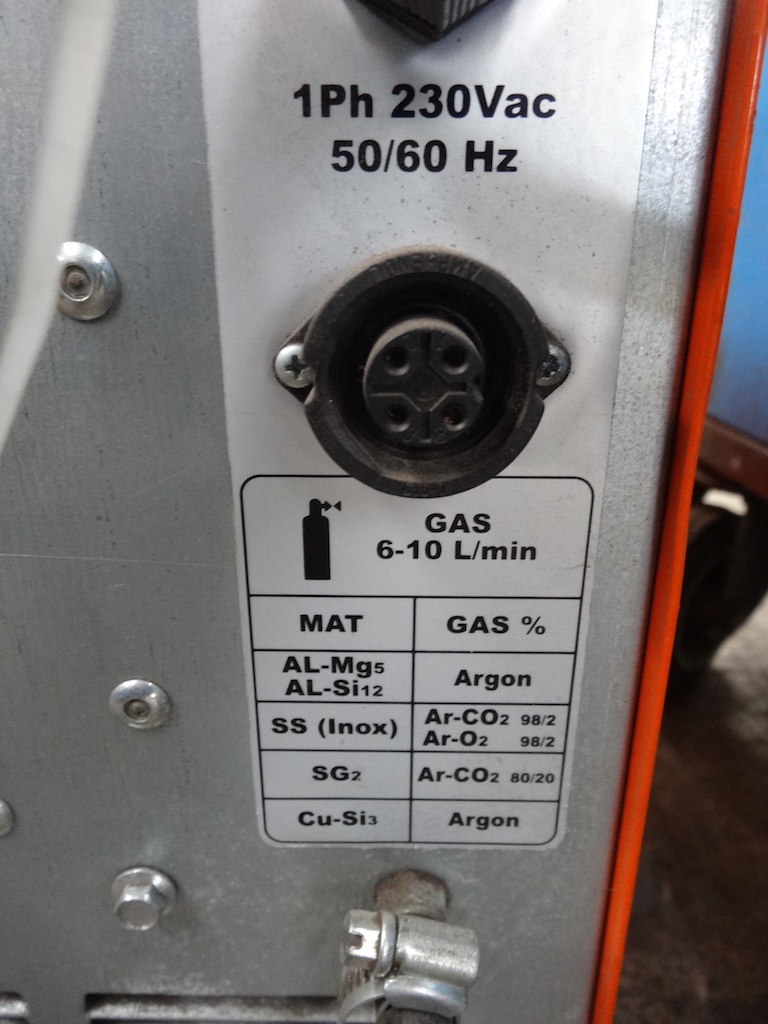 1Ph 230Vac
50/60 Hz
GAS
6-10 L/min
MAT GAS %
AL-Mg5
AL-Si12
Argon
SS (Inox)
Ar-CO2 98/2
Ar-O2 98/2
SG2 Ar-CO2 80/20
Cu-Si3 Argon